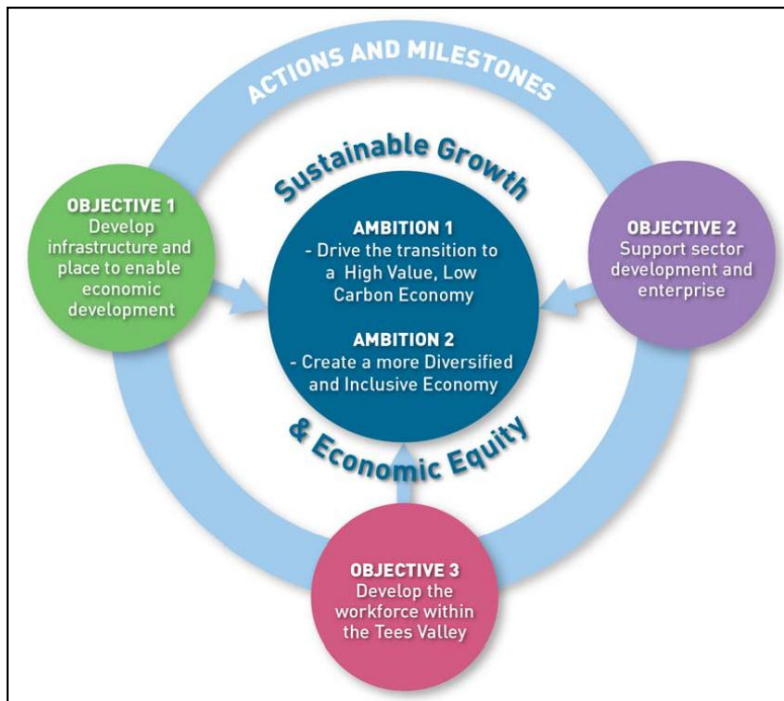 ACTIONS AND MILESTONES
Sustainable Growth
OBJECTIVE 1
Develop
infrastructure and
place to enable
economic
development
AMBITION 1
- Drive the transition to
a High Value, Low
Carbon Economy
AMBITION 2
- Create a more Diversified
and Inclusive Economy
OBJECTIVE 2
Support sector
development and
enterprise
& Economic Equity
OBJECTIVE 3
Develop the
workforce within
the Tees Valley